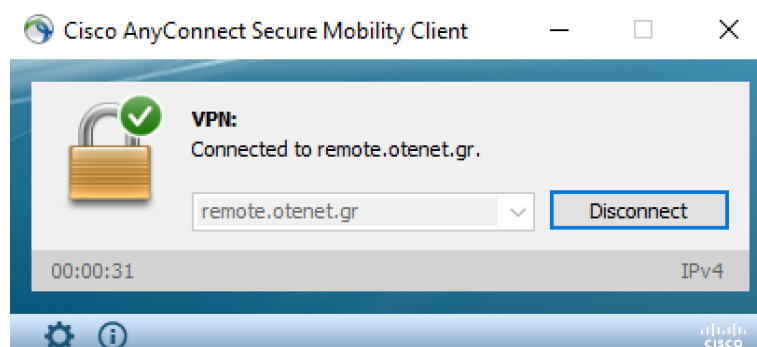 Cisco AnyConnect Secure Mobility Client
VPN:
Connected to remote.otenet.gr.
remote.otenet.gr
Disconnect
00:00:31
IPv4
CISCO